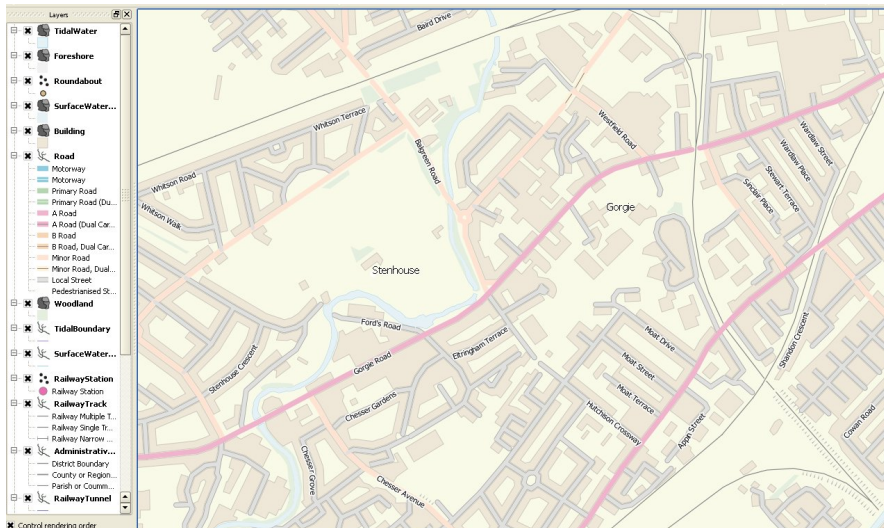 Layers
TidalWater
Foreshore
Roundabout
SurfaceWater...
Building
Road
Motorway
Motorway
Primary Road
Primary Road (Du...
A Road
A Road (Dual Car...
B Road
B Road, Dual Car...
Minor Road
Minor Road, Dual...
Local Street
Pedestrianised St...
Woodland
TidalBoundary
SurfaceWater...
RailwayStation
Railway Station
RailwayTrack
Railway Multiple T...
Railway Single Tr...
Railway Narrow ...
Administrativ...
District Boundary
County or Region...
Parish or Coumm...
RailwayTunnel
Control rendering order
Baird Drive
Whitson Terrace
Balgreen Road
Westfield Road
Wardlaw Street
Wardlaw Place
Stewart Terrace
Sinclair Place
Whitson Road
Whitson Walk
Gorgie
Stenhouse
Ford's Road
Eltringham Terrace
Moat Drive
Moat Street
Moat Terrace
Shandon Crescent
Stenhouse Crescent
Gorgie Road
Chesser Gardens
Hutchison Crossway
Appin Street
Cowan Road
Chesser Grove
Chesser Avenue